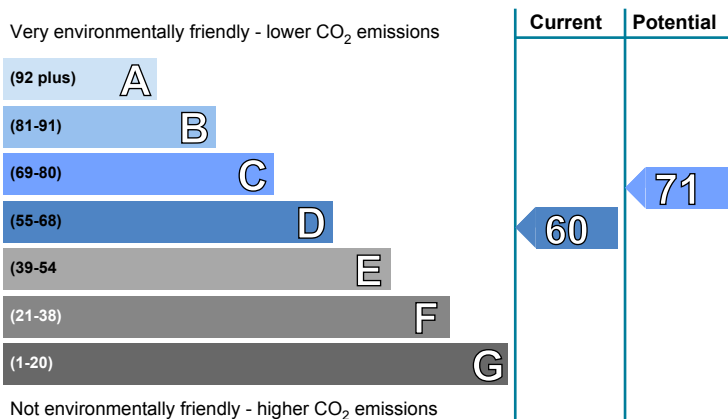 Current Potential
Very environmentally friendly - lower CO2 emissions
(92 plus) A
(81-91) B
(69-80) C
71
(55-68) D
60
(39-54 E
(21-38) F
(1-20) G
Not environmentally friendly - higher CO2 emissions